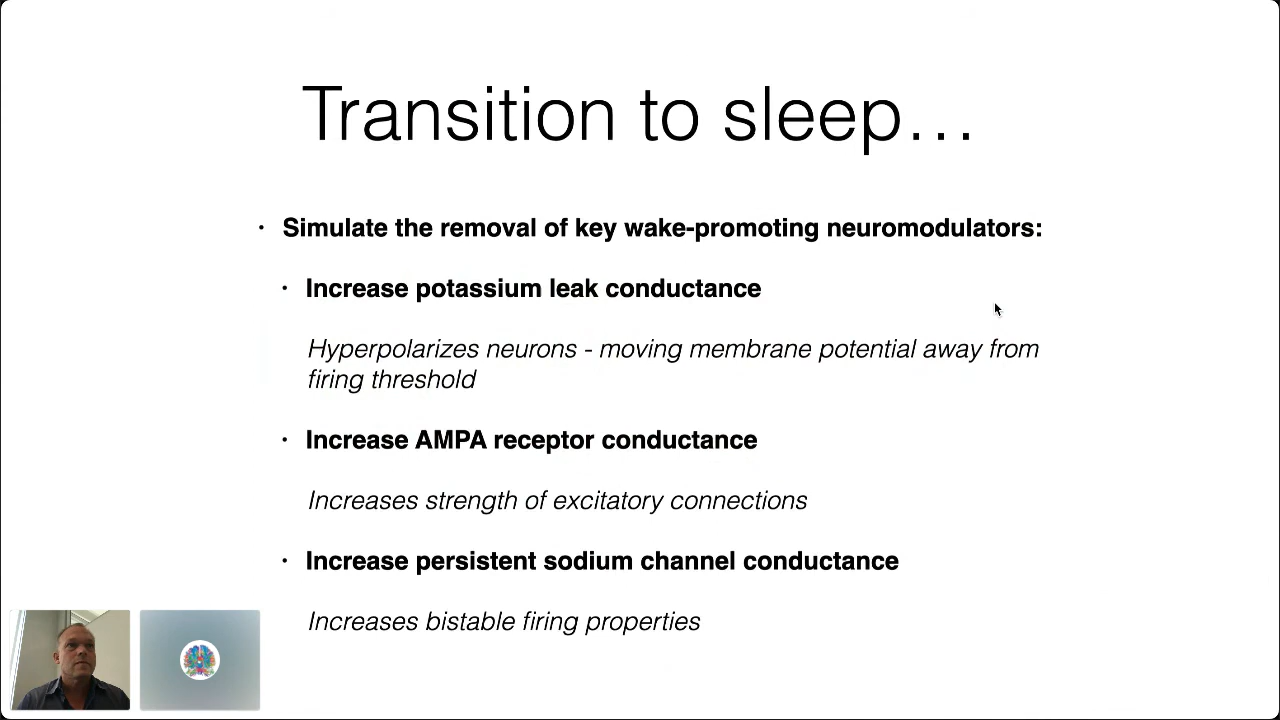 Transition to sleep…
· Simulate the removal of key wake-promoting neuromodulators:
· Increase potassium leak conductance
Hyperpolarizes neurons - moving membrane potential away from
firing threshold
· Increase AMPA receptor conductance
Increases strength of excitatory connections
· Increase persistent sodium channel conductance
Increases bistable firing properties